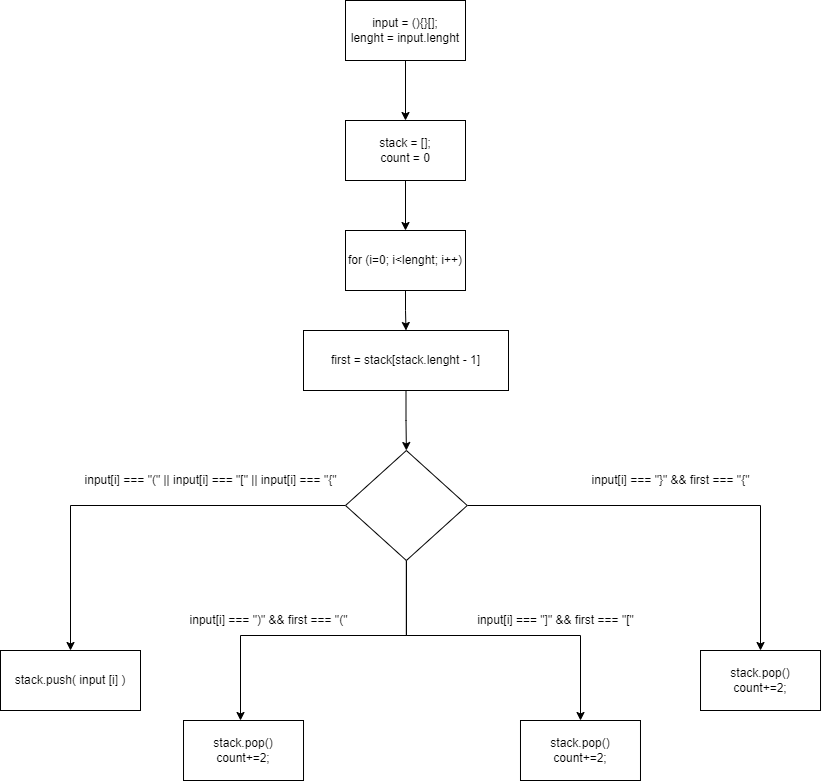 input = (){}[];
lenght = input.lenght
stack = [];
count = 0
for (i=0; i<lenght; i++)
first = stack[stack.lenght - 1]
input[i] === "(" || input[i] === "[" || input[i] === "{"
input[i] === "}" && first === "{"
input[i] === ")" && first === "("
input[i] === "]" && first === "["
stack.push( input [i] )
stack.pop()
count+=2;
stack.pop()
count+=2;
stack.pop()
count+=2;